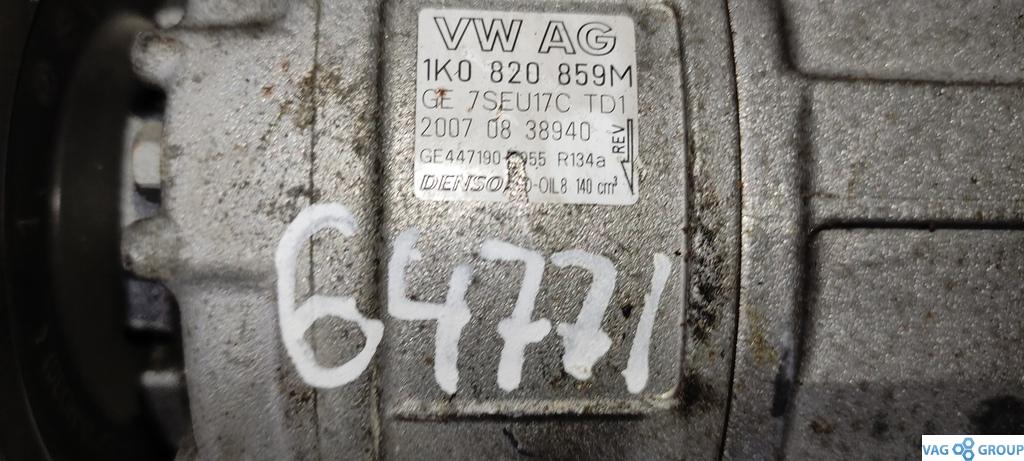 VW AG
1K0 820 859M
GE 7SEU17C TD1
2007 08 38940
REV
R134a
DENSO 140 cm³
64771
VAG GROUP